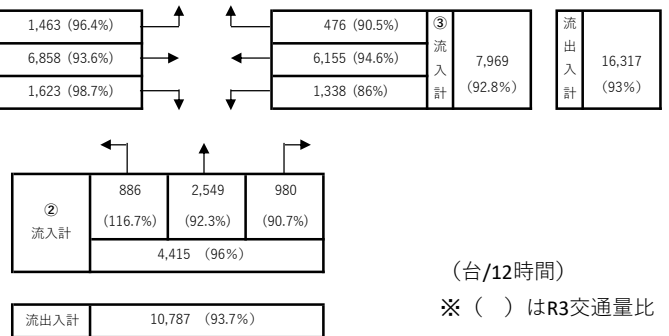 1,463 (96.4%)
6,858 (93.6%)
1,623 (98.7%)
476 (90.5%)
6,155 (94.6%)
1,338 (86%)
③
流
入
計
7,969
(92.8%)
流
出
入
計
16,317
(93%)
②
流入計
886
(116.7%)
2,549
(92.3%)
980
(90.7%)
4,415 (96%)
流出入計
10,787 (93.7%)
(台/12時間)
※( )はR3交通量比